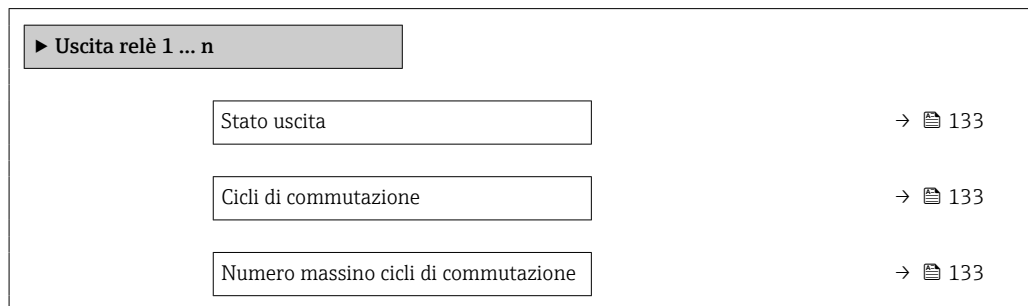 ▶ Uscita relè 1 ... n
Stato uscita → 133
Cicli di commutazione → 133
Numero massino cicli di commutazione → 133